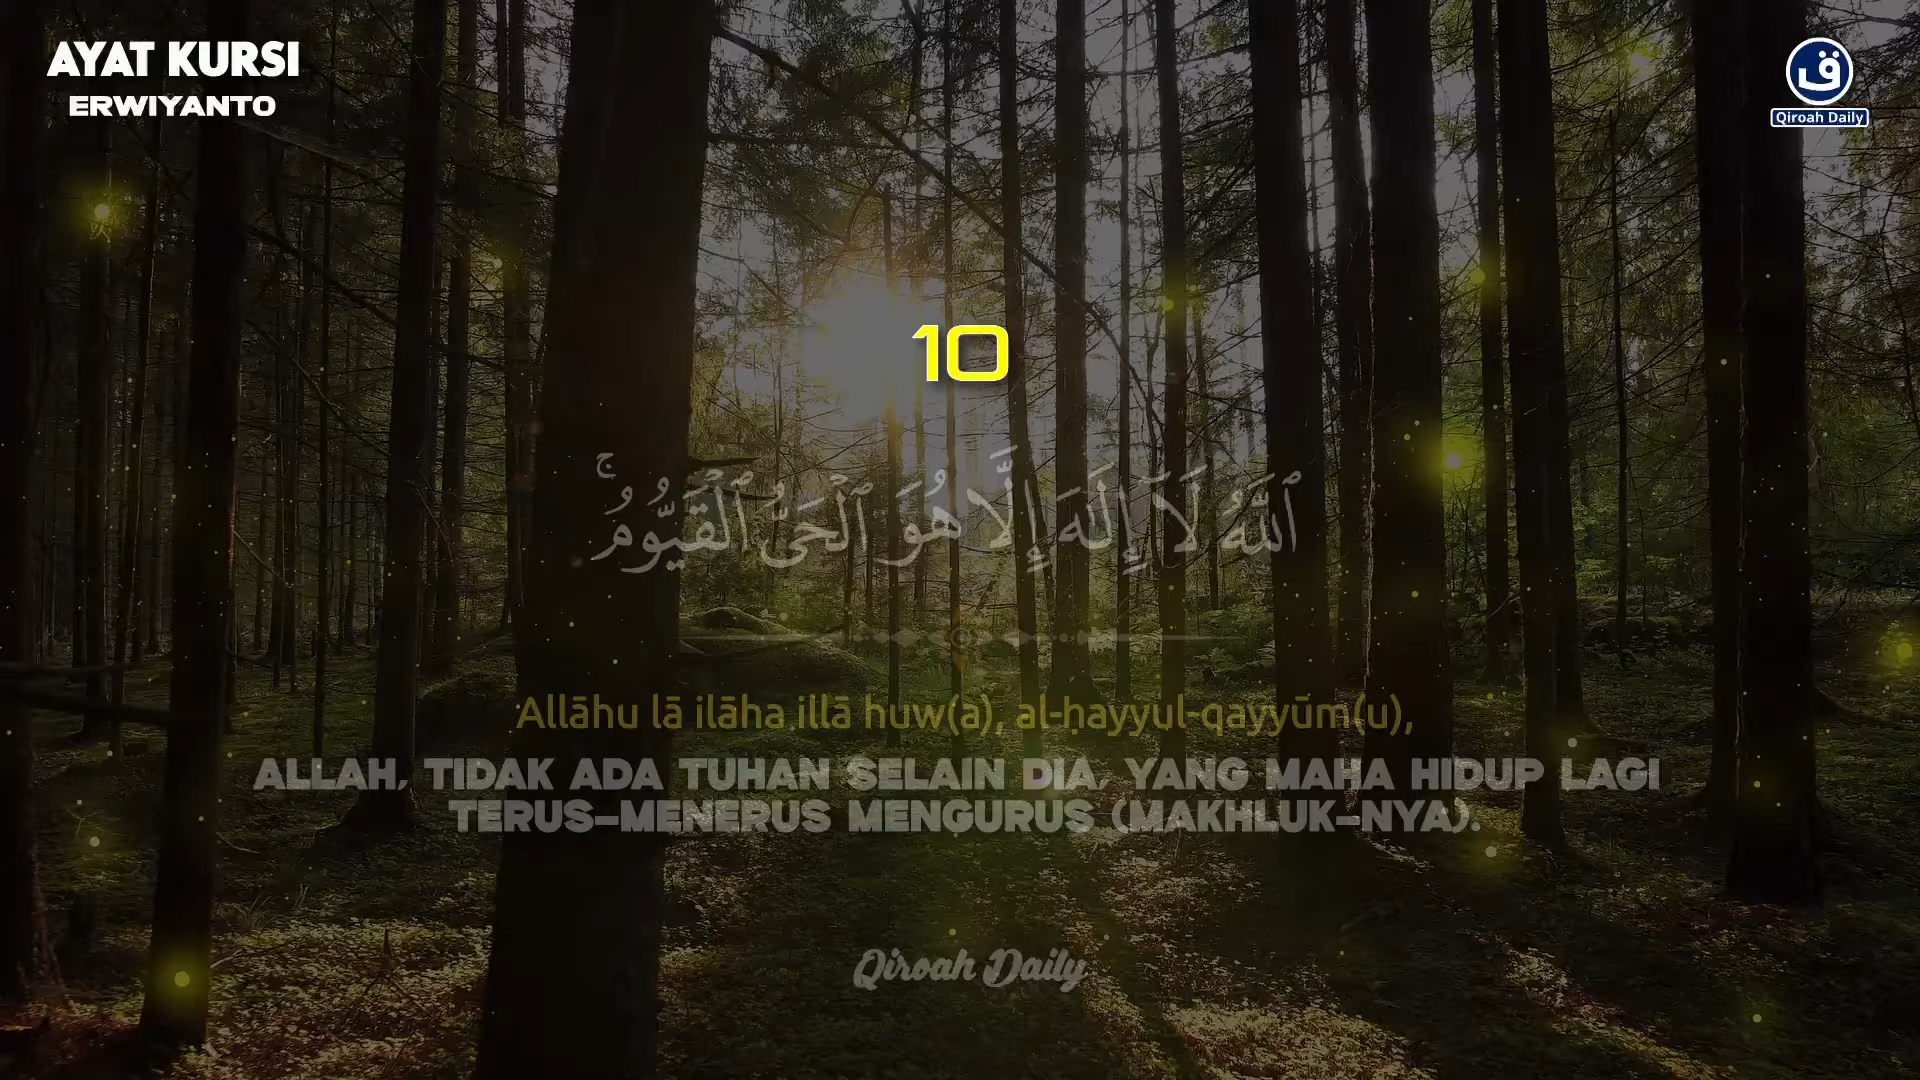 AYAT KURSI
ERWIYANTO
ق
Qiroah Daily
10
ٱللَّهُ لَآ إِلَٰهَ إِلَّا هُوَ ٱلْحَىُّ ٱلْقَيُّومُ ۚ
Allāhu lā ilāha illā huw(a), al-ḥayyul-qayyūm(u),
ALLAH, TIDAK ADA TUHAN SELAIN DIA, YANG MAHA HIDUP LAGI
TERUS-MENERUS MENGURUS (MAKHLUK-NYA).
Qiroah Daily